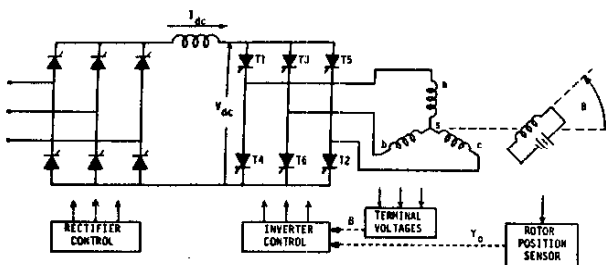 I dc
T1 T3 T5
V dc
a
b s c
B
T4 T6 T2
RECTIFIER
CONTROL
INVERTER
CONTROL
B
TERMINAL
VOLTAGES
γ o
ROTOR
POSITION
SENSOR